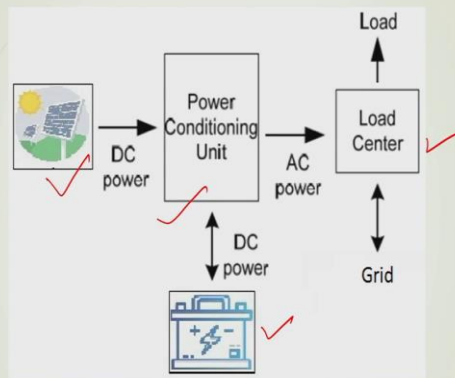 Load
Power
Conditioning
Unit
Load
Center
DC
power
AC
power
DC
power
Grid
+ -